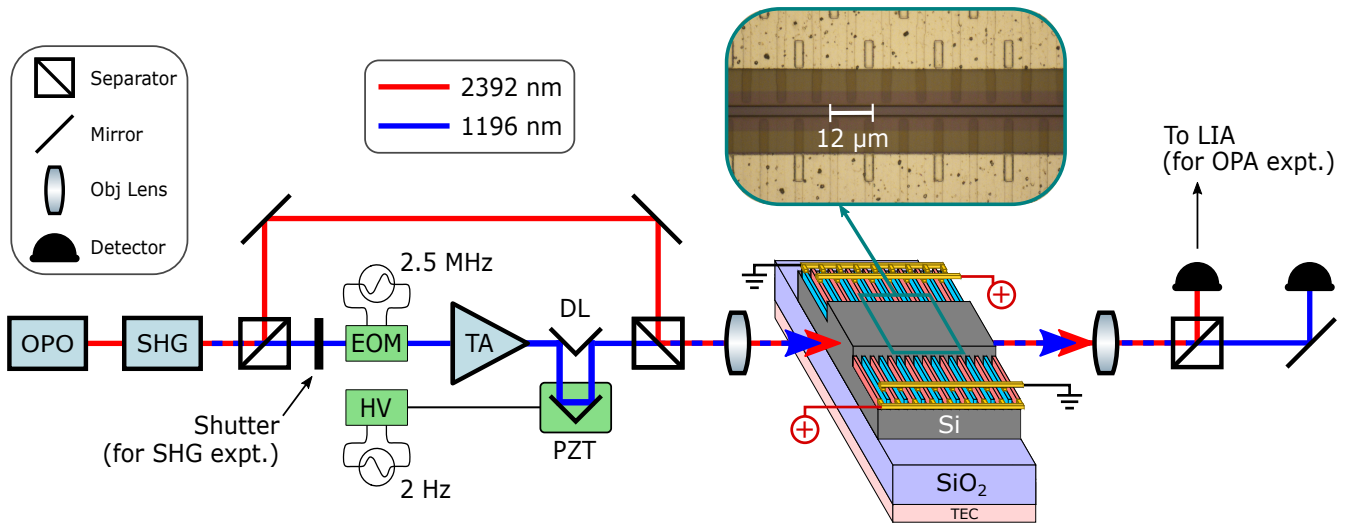 Separator
Mirror
Obj Lens
Detector
2392 nm
1196 nm
12 μm
To LIA
(for OPA expt.)
2.5 MHz
DL
OPO
SHG
EOM
TA
HV
Shutter
(for SHG expt.)
PZT
2 Hz
Si
SiO₂
TEC